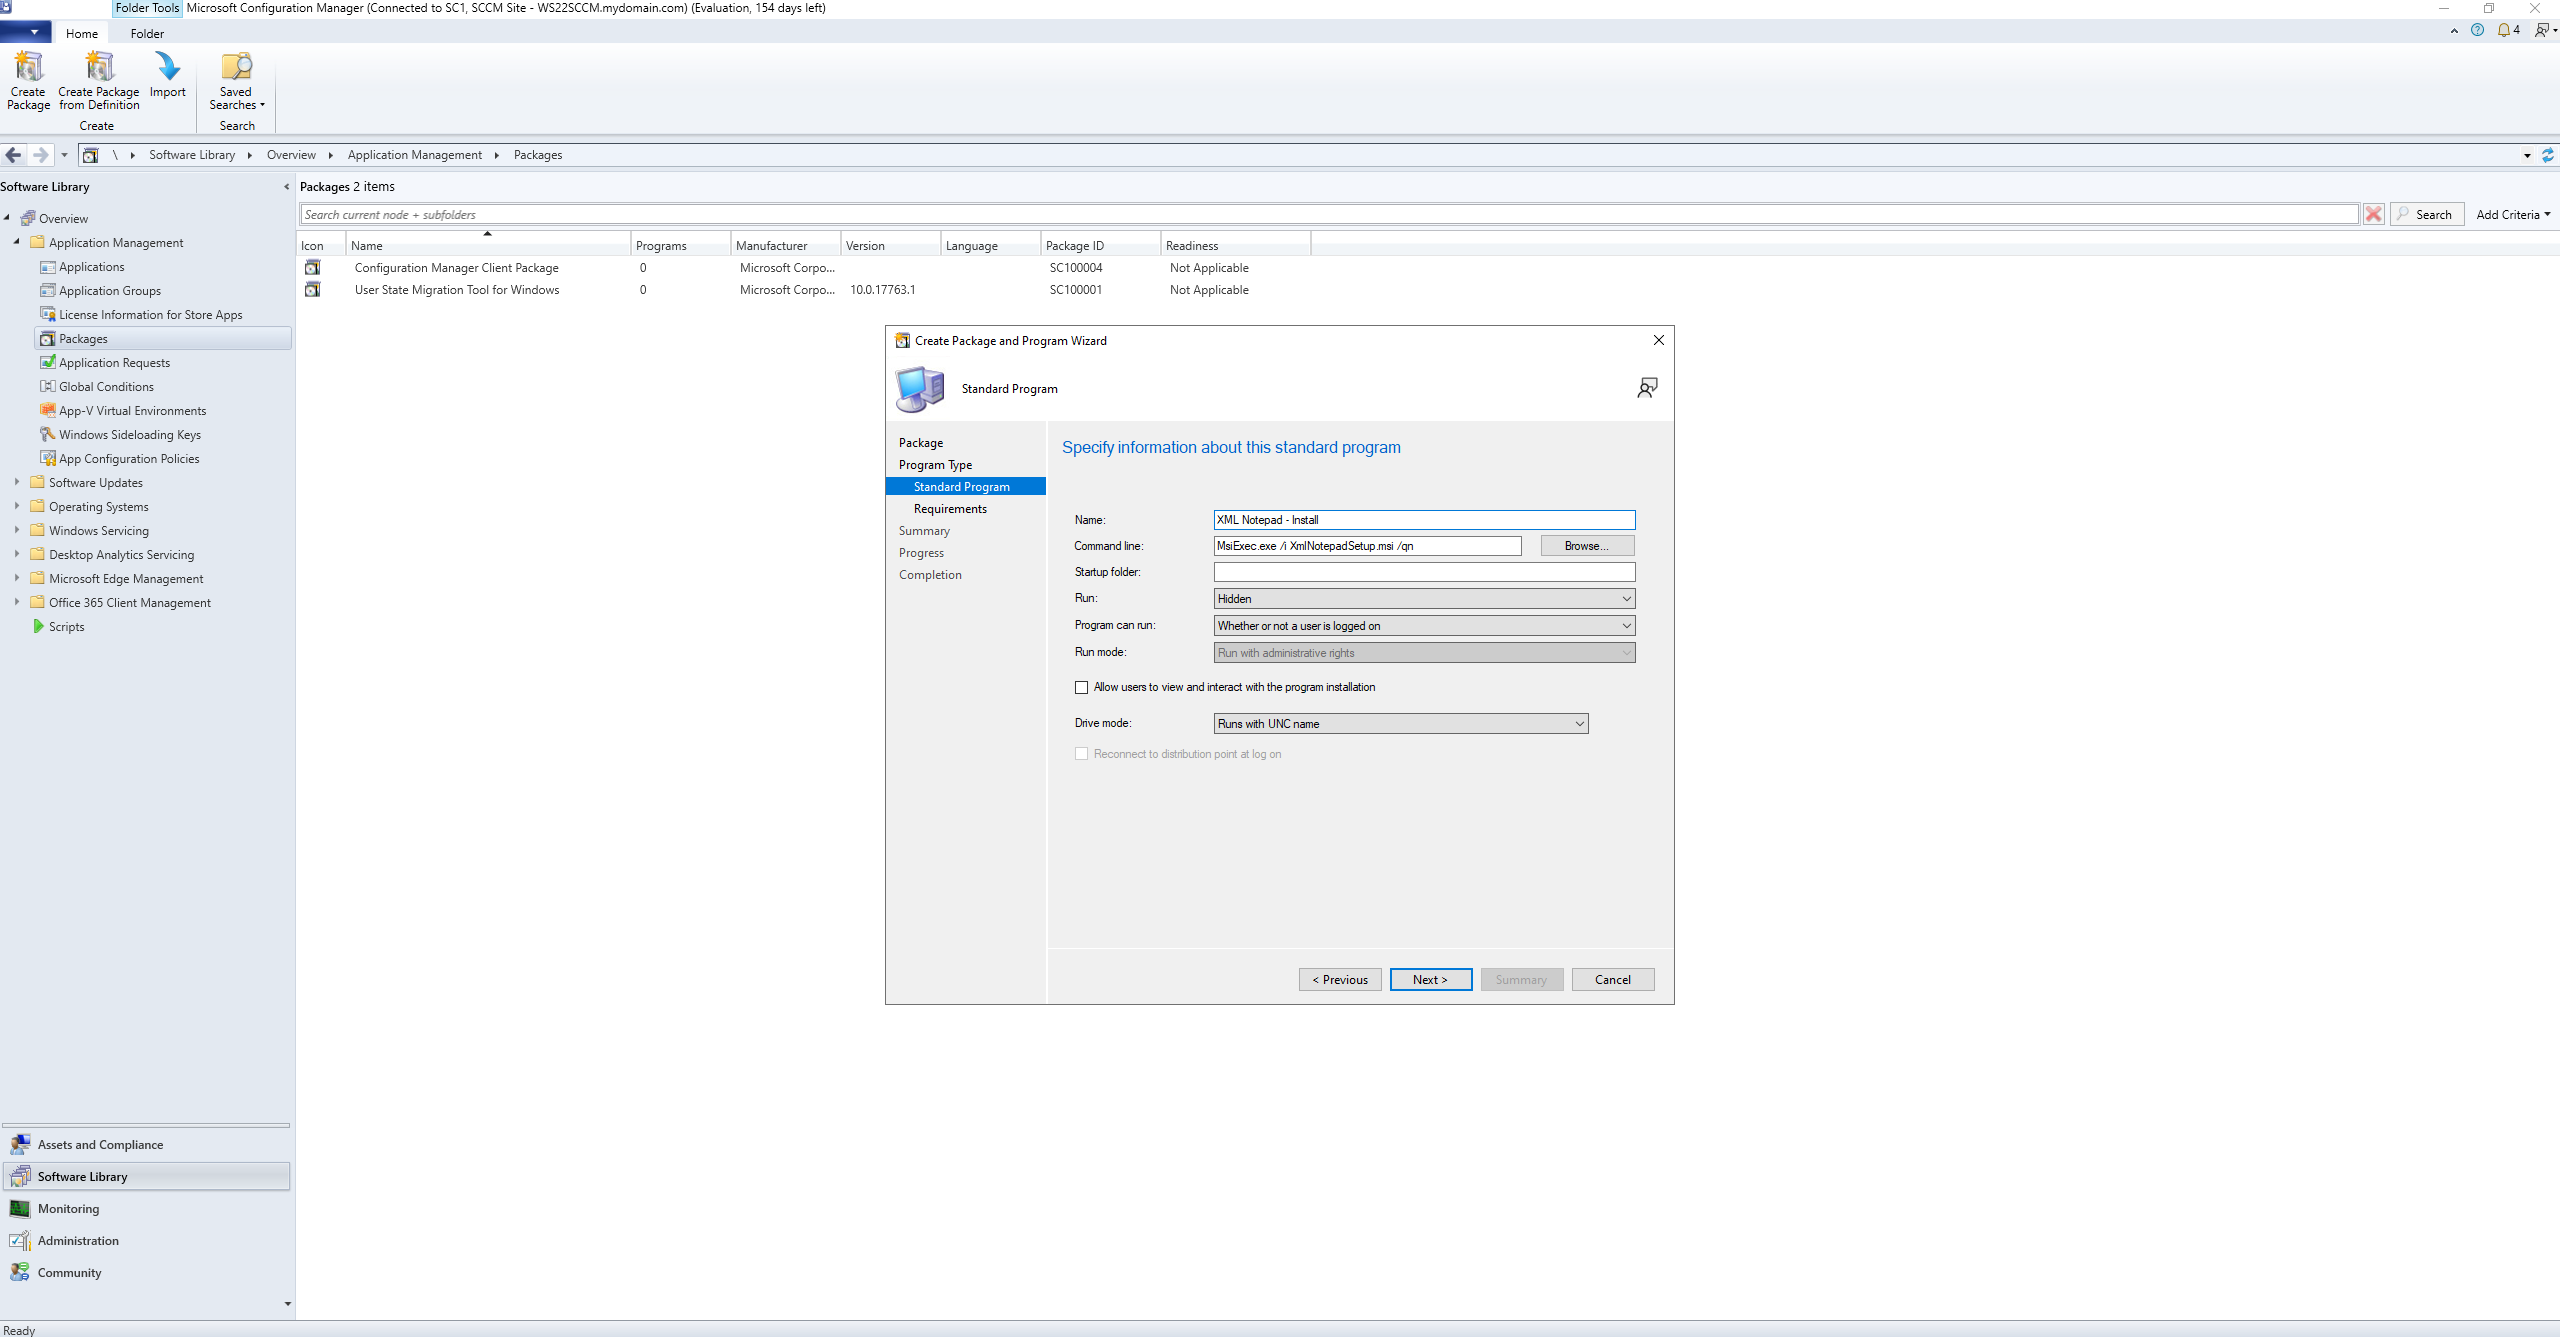 Folder Tools Microsoft Configuration Manager (Connected to SC1, SCCM Site - WS22SCCM.mydomain.com) (Evaluation, 154 days left)
Home Folder
4
Create Package
Create Package from Definition
Import
Saved Searches
Create
Search
\ Software Library Overview Application Management Packages
Software Library
Overview
Application Management
Applications
Application Groups
License Information for Store Apps
Packages
Application Requests
Global Conditions
App-V Virtual Environments
Windows Sideloading Keys
App Configuration Policies
Software Updates
Operating Systems
Windows Servicing
Desktop Analytics Servicing
Microsoft Edge Management
Office 365 Client Management
Scripts
Assets and Compliance
Software Library
Monitoring
Administration
Community
Packages 2 items
Search current node + subfolders
Search
Add Criteria
Icon Name Programs Manufacturer Version Language Package ID Readiness
Configuration Manager Client Package 0 Microsoft Corpo... SC100004 Not Applicable
User State Migration Tool for Windows 0 Microsoft Corpo... 10.0.17763.1 SC100001 Not Applicable
Create Package and Program Wizard
Standard Program
Package
Program Type
Standard Program
Requirements
Summary
Progress
Completion
Specify information about this standard program
Name: XML Notepad - Install
Command line: MsiExec.exe /i XmlNotepadSetup.msi /qn Browse...
Startup folder:
Run: Hidden
Program can run: Whether or not a user is logged on
Run mode: Run with administrative rights
Allow users to view and interact with the program installation
Drive mode: Runs with UNC name
Reconnect to distribution point at log on
< Previous Next > Summary Cancel
Ready